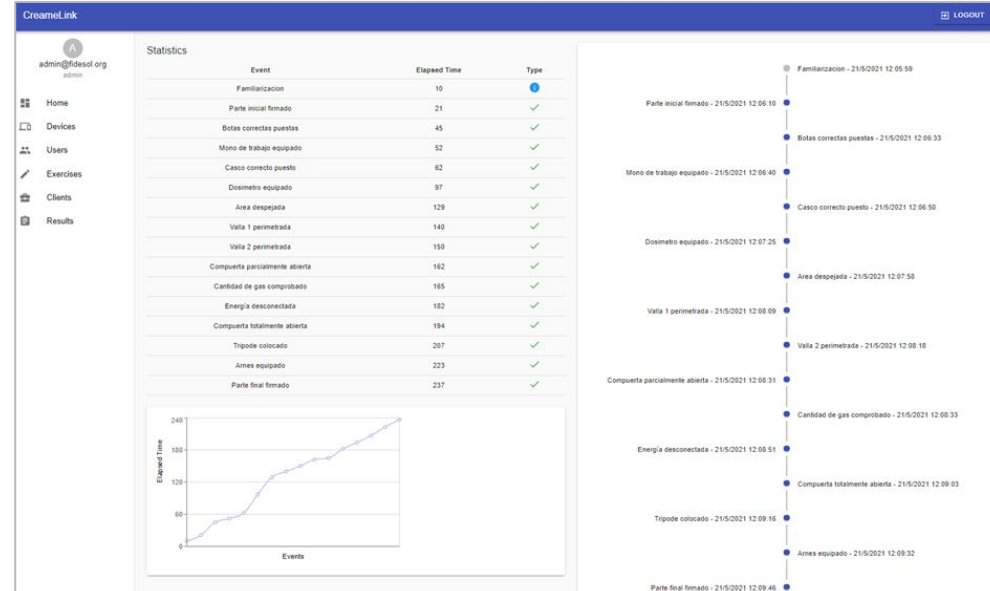 CreameLink
LOGOUT
A
admin@fidesol.org
admin
Home
Devices
Users
Exercises
Clients
Results
Statistics
Event Elapsed Time Type
Familiarizacion 10
Parte inicial firmado 21
Botas correctas puestas 45
Mono de trabajo equipado 52
Casco correcto puesto 62
Dosimetro equipado 97
Area despejada 129
Valla 1 perimetrada 140
Valla 2 perimetrada 150
Compuerta parcialmente abierta 162
Cantidad de gas comprobado 165
Energía desconectada 182
Compuerta totalmente abierta 194
Tripode colocado 207
Arnes equipado 223
Parte final firmado 237
Elapsed Time
240
180
120
60
0
Events
Familiarizacion - 21/5/2021 12:05:59
Parte inicial firmado - 21/5/2021 12:06:10
Botas correctas puestas - 21/5/2021 12:06:33
Mono de trabajo equipado - 21/5/2021 12:06:40
Casco correcto puesto - 21/5/2021 12:06:50
Dosimetro equipado - 21/5/2021 12:07:25
Area despejada - 21/5/2021 12:07:58
Valla 1 perimetrada - 21/5/2021 12:08:09
Valla 2 perimetrada - 21/5/2021 12:08:18
Compuerta parcialmente abierta - 21/5/2021 12:08:31
Cantidad de gas comprobado - 21/5/2021 12:08:33
Energía desconectada - 21/5/2021 12:08:51
Compuerta totalmente abierta - 21/5/2021 12:09:03
Tripode colocado - 21/5/2021 12:09:16
Arnes equipado - 21/5/2021 12:09:32
Parte final firmado - 21/5/2021 12:09:46